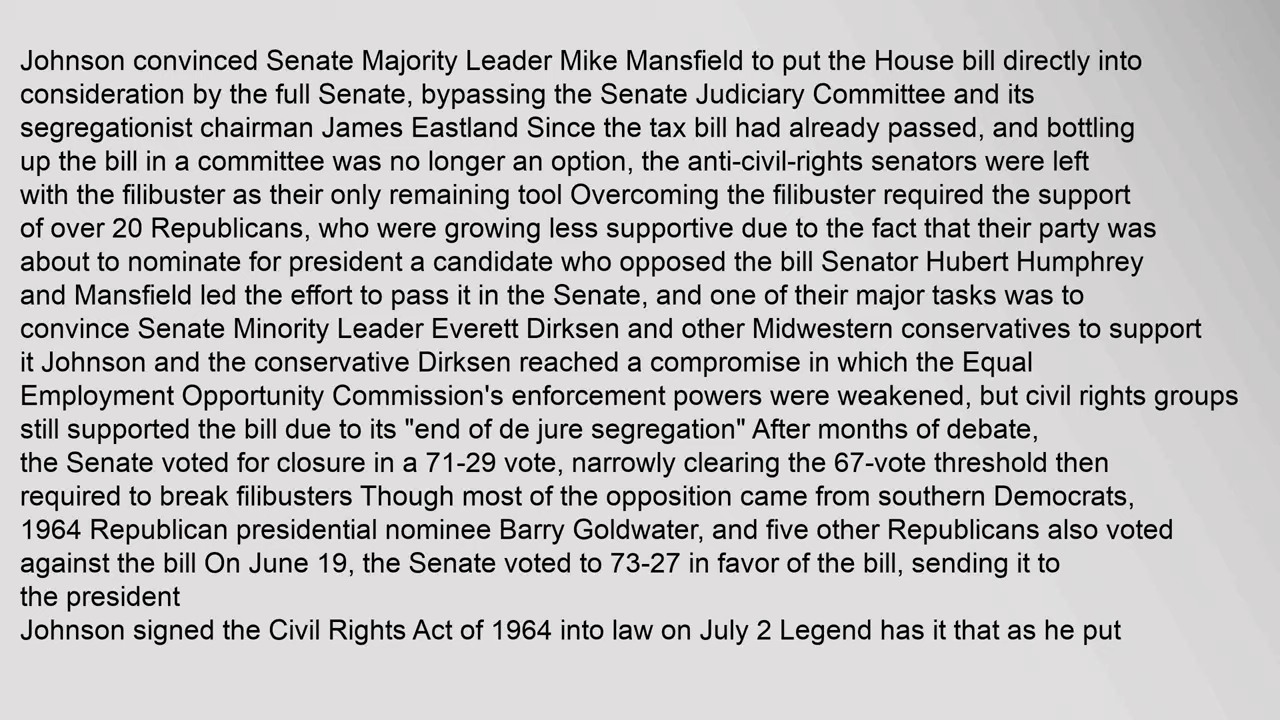 Johnson convinced Senate Majority Leader Mike Mansfield to put the House bill directly into
consideration by the full Senate, bypassing the Senate Judiciary Committee and its
segregationist chairman James Eastland Since the tax bill had already passed, and bottling
up the bill in a committee was no longer an option, the anti-civil-rights senators were left
with the filibuster as their only remaining tool Overcoming the filibuster required the support
of over 20 Republicans, who were growing less supportive due to the fact that their party was
about to nominate for president a candidate who opposed the bill Senator Hubert Humphrey
and Mansfield led the effort to pass it in the Senate, and one of their major tasks was to
convince Senate Minority Leader Everett Dirksen and other Midwestern conservatives to support
it Johnson and the conservative Dirksen reached a compromise in which the Equal
Employment Opportunity Commission's enforcement powers were weakened, but civil rights groups
still supported the bill due to its "end of de jure segregation" After months of debate,
the Senate voted for closure in a 71-29 vote, narrowly clearing the 67-vote threshold then
required to break filibusters Though most of the opposition came from southern Democrats,
1964 Republican presidential nominee Barry Goldwater, and five other Republicans also voted
against the bill On June 19, the Senate voted to 73-27 in favor of the bill, sending it to
the president
Johnson signed the Civil Rights Act of 1964 into law on July 2 Legend has it that as he put